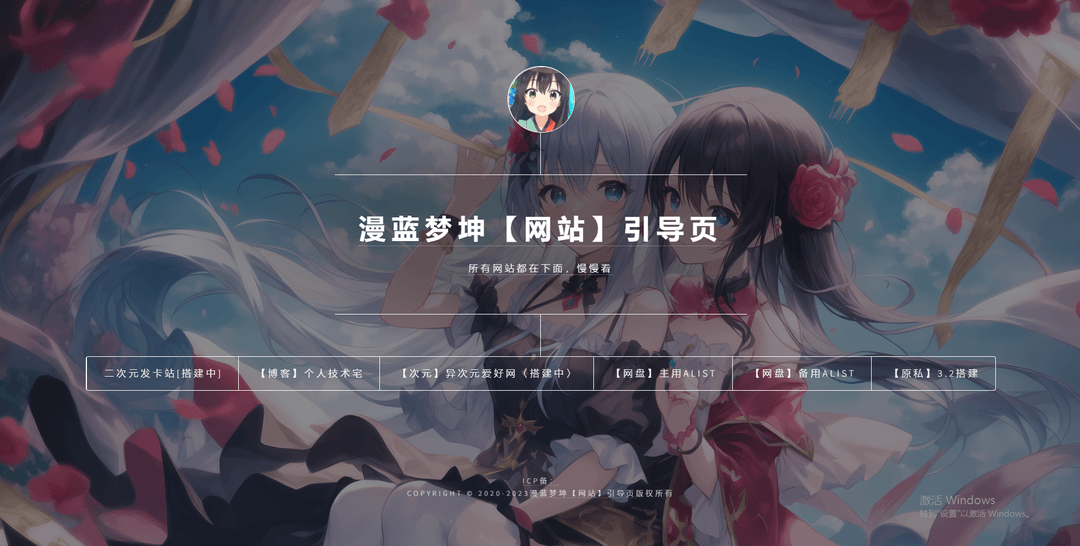 漫蓝梦坤【网站】引导页
所有网站都在下面，慢慢看
二次元发卡站[搭建中]
【博客】个人技术宅
【次元】异次元爱好网〈搭建中〉
【网盘】主用ALIST
【网盘】备用ALIST
【原私】3.2搭建
ICP备:
COPYRIGHT © 2020-2023漫蓝梦坤【网站】引导页版权所有
激活 Windows
转到"设置"以激活 Windows。